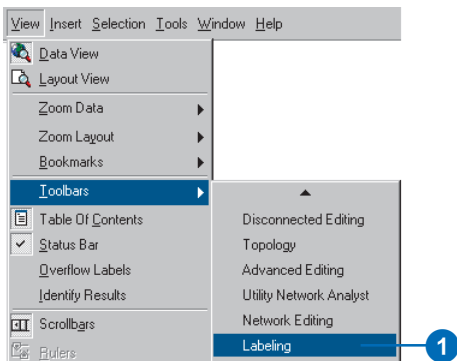 View Insert Selection Tools Window Help
Data View
Layout View
Zoom Data
Zoom Layout
Bookmarks
Toolbars
Table Of Contents
Status Bar
Overflow Labels
Identify Results
Scrollbars
Rulers
Disconnected Editing
Topology
Advanced Editing
Utility Network Analyst
Network Editing
Labeling
1